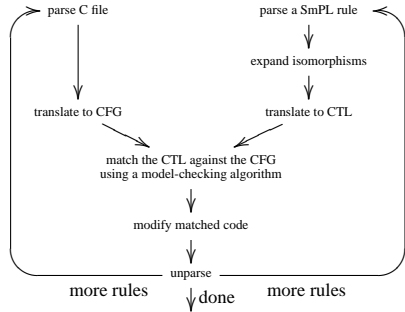 parse C file
parse a SmPL rule
expand isomorphisms
translate to CFG
translate to CTL
match the CTL against the CFG
using a model-checking algorithm
modify matched code
unparse
more rules
done
more rules